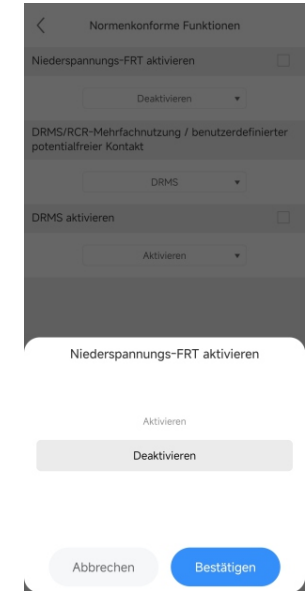 Normenkonforme Funktionen
Niederspannungs-FRT aktivieren
Deaktivieren
DRMS/RCR-Mehrfachnutzung / benutzerdefinierter
potentialfreier Kontakt
DRMS
DRMS aktivieren
Aktivieren
Niederspannungs-FRT aktivieren
Aktivieren
Deaktivieren
Abbrechen Bestätigen